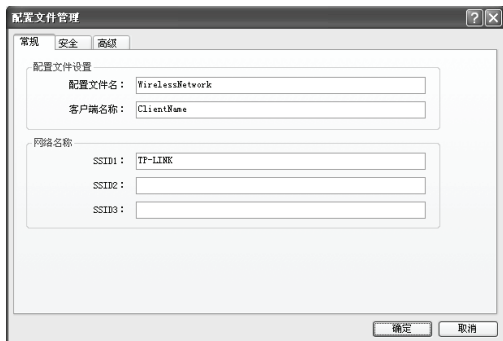 配置文件管理
常规 安全 高级
配置文件设置
配置文件名： WirelessNetwork
客户端名称： ClientName
网络名称
SSID1： TP-LINK
SSID2：
SSID3：
确定 取消